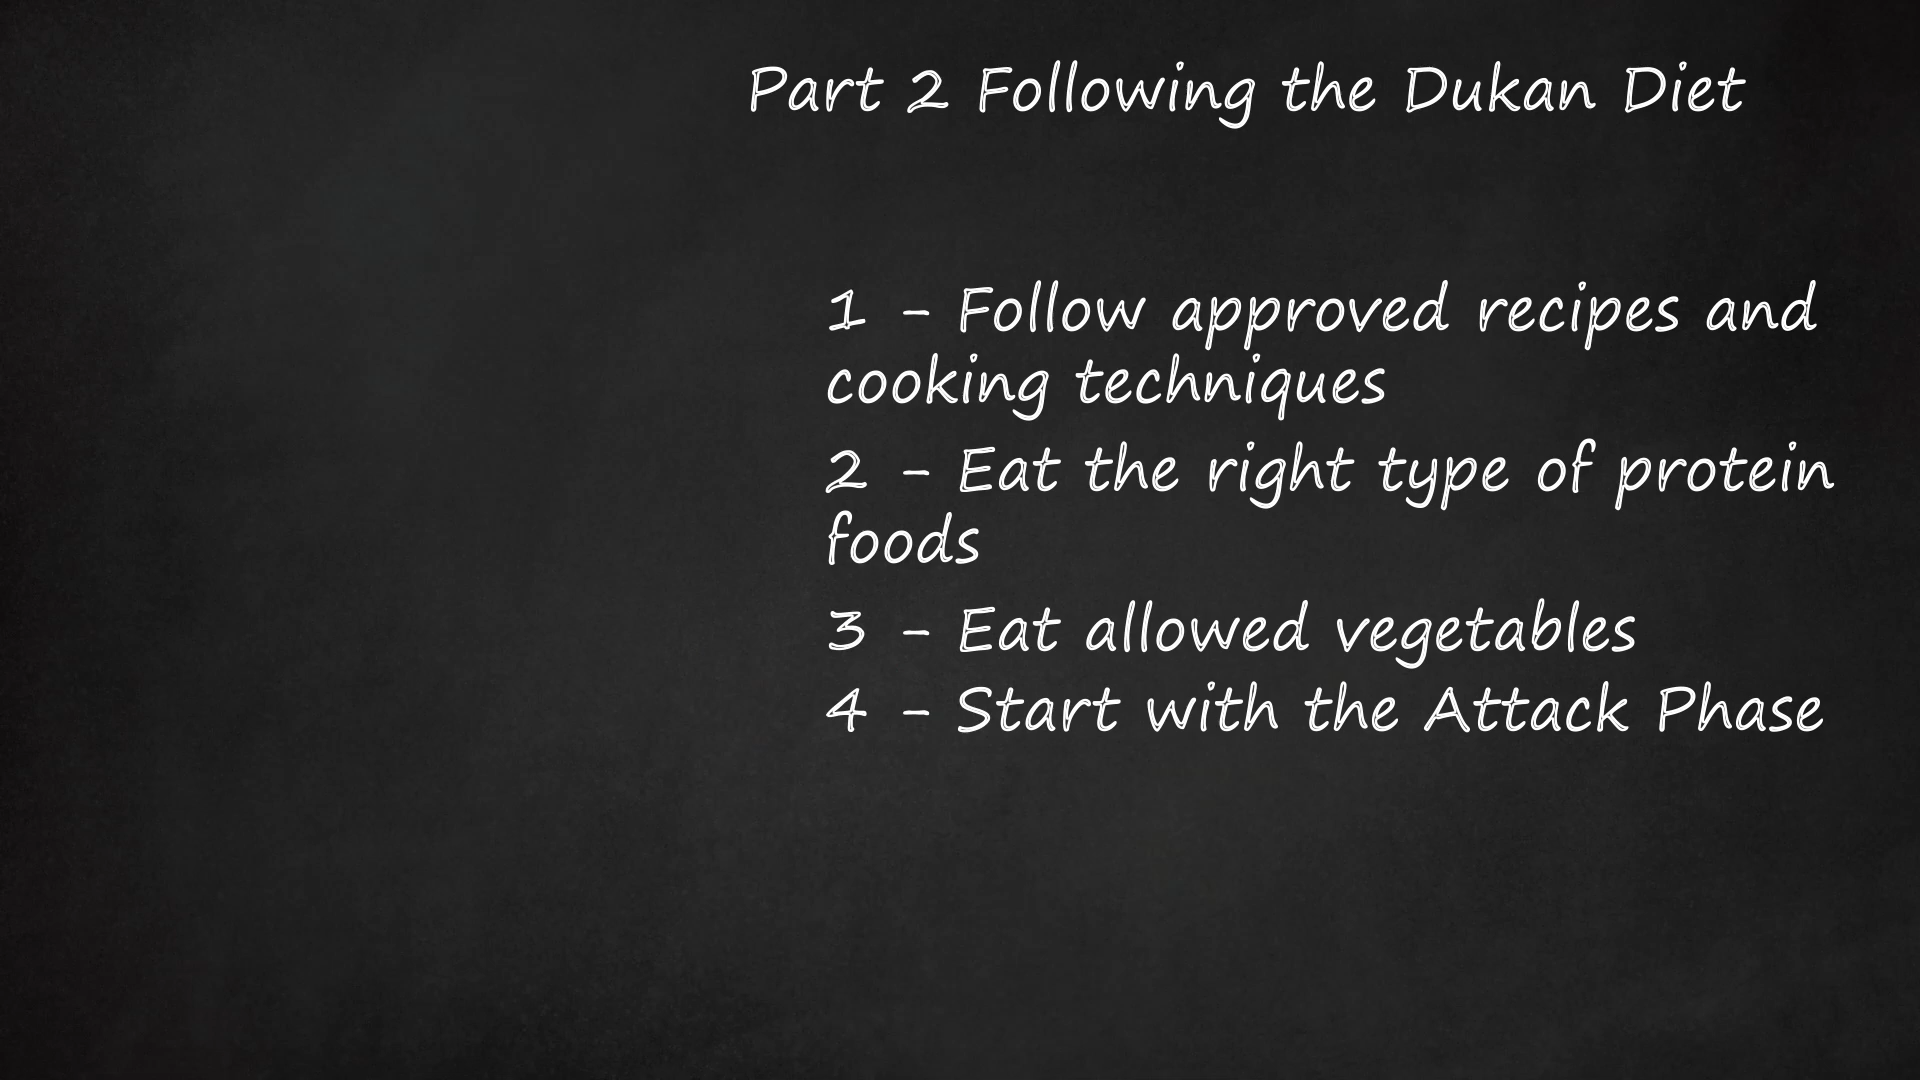 Part 2 Following the Dukan Diet
1 - Follow approved recipes and
cooking techniques
2 - Eat the right type of protein
foods
3 - Eat allowed vegetables
4 - Start with the Attack Phase